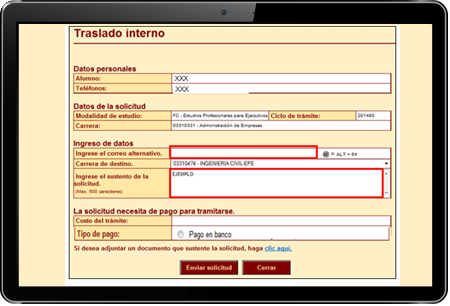 Traslado interno
Datos personales
Alumno: XXX
Teléfonos: XXX
Datos de la solicitud
Modalidad de estudio: FC - Estudios Profesionales para Ejecutivos Ciclo de trámite: 201400
Carrera: 03310331 - Administración de Empresas
Ingreso de datos
Ingrese el correo alternativo. @ = ALT + 64
Carrera de destino. 03310474 - INGENIERIA CIVIL-EPE
Ingrese el sustento de la solicitud. EJEMPLO
(Max. 500 caracteres)
La solicitud necesita de pago para tramitarse.
Costo del trámite:
Tipo de pago: Pago en banco
Si desea adjuntar un documento que sustente la solicitud, haga clic aquí.
Enviar solicitud Cerrar